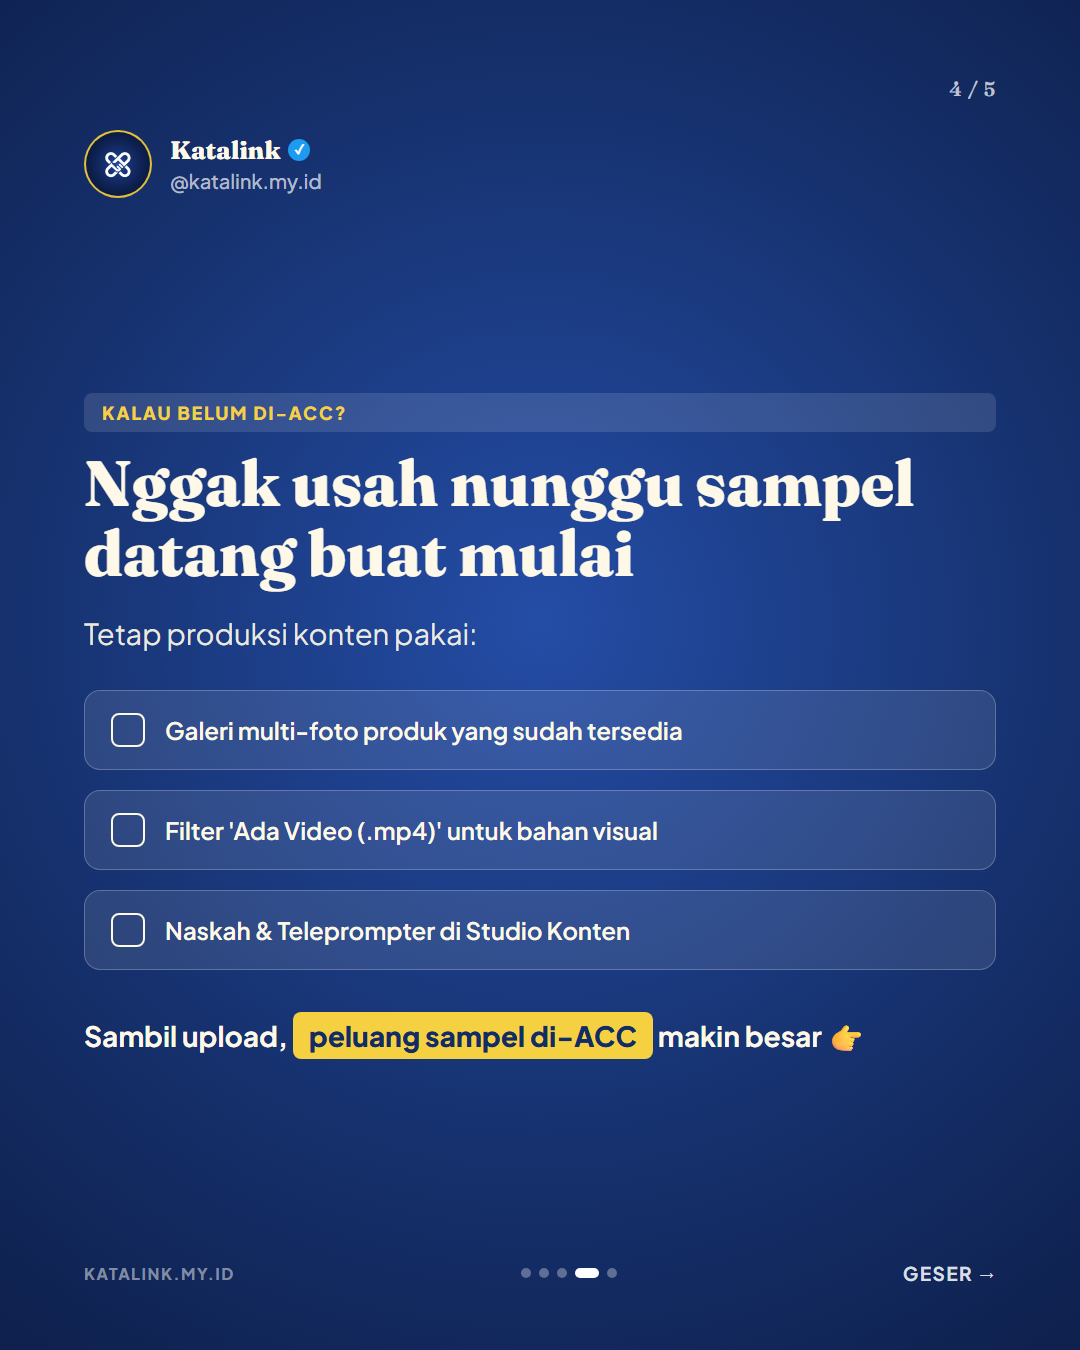 4 / 5
Katalink
@katalink.my.id
KALAU BELUM DI-ACC?
Nggak usah nunggu sampel
datang buat mulai
Tetap produksi konten pakai:
Galeri multi-foto produk yang sudah tersedia
Filter 'Ada Video (.mp4)' untuk bahan visual
Naskah & Teleprompter di Studio Konten
Sambil upload, peluang sampel di-ACC makin besar 👉
KATALINK.MY.ID
GESER →